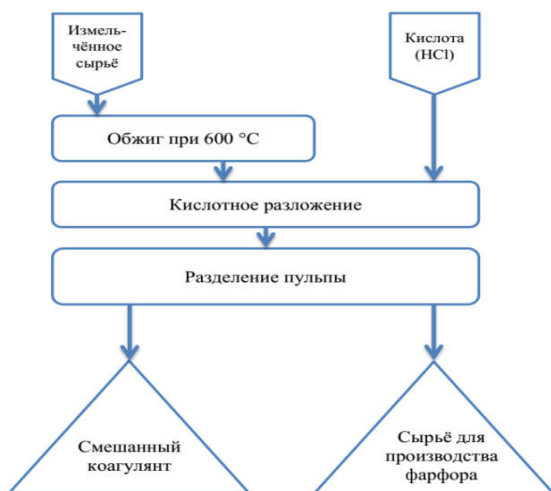 Измель-
чённое
сырьё
Кислота
(HCl)
Обжиг при 600 °C
Кислотное разложение
Разделение пульпы
Смешанный
коагулянт
Сырьё для
производства
фарфора